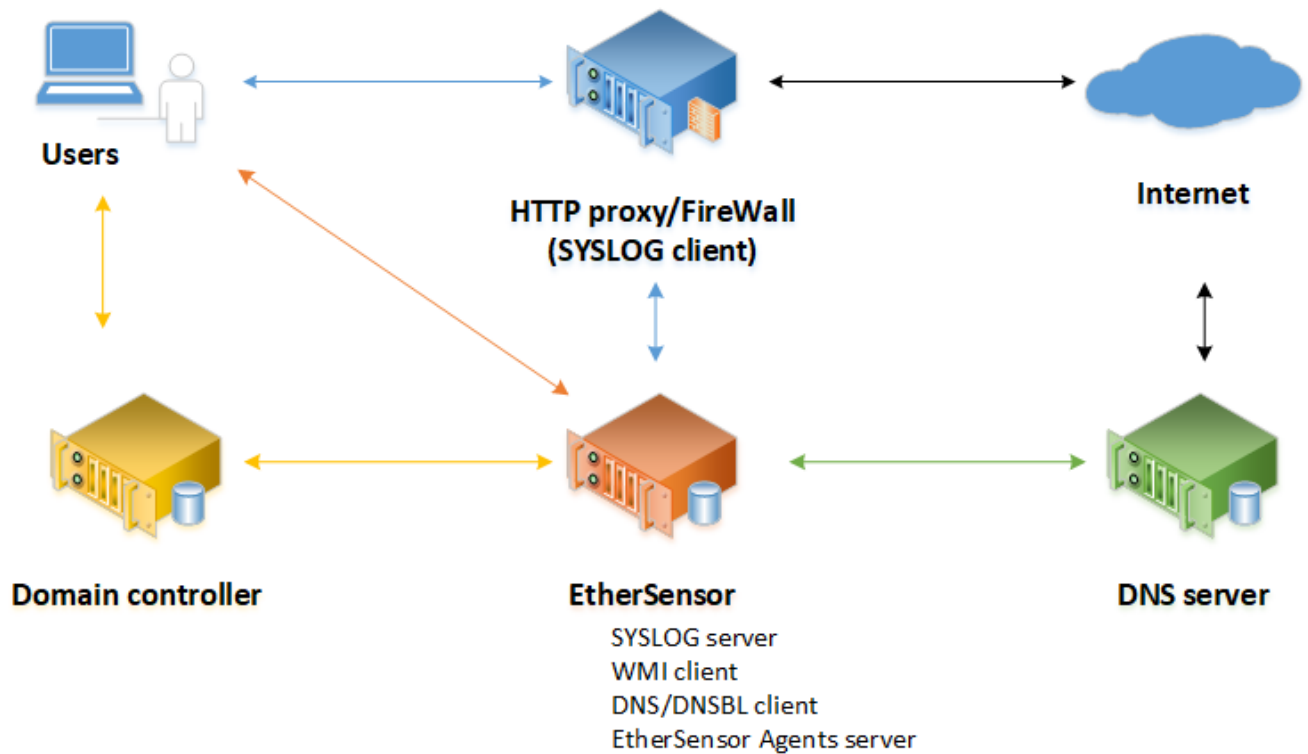 Users
HTTP proxy/FireWall
(SYSLOG client)
Internet
Domain controller
EtherSensor
SYSLOG server
WMI client
DNS/DNSBL client
EtherSensor Agents server
DNS server